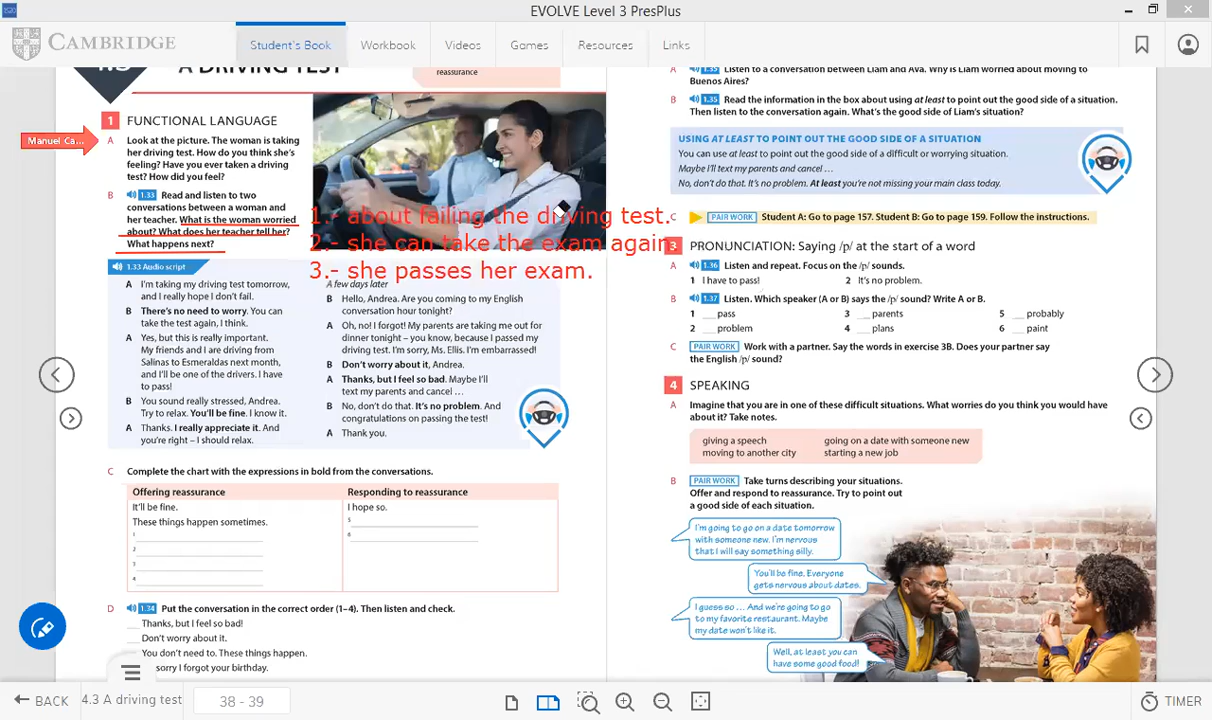 EVOLVE Level 3 PresPlus
CAMBRIDGE
Student's Book
Workbook
Videos
Games
Resources
Links
A DRIVING TEST
reassurance
1 FUNCTIONAL LANGUAGE
Manuel Ca...
A Look at the picture. The woman is taking
her driving test. How do you think she's
feeling? Have you ever taken a driving
test? How did you feel?
B 1.33 Read and listen to two
conversations between a woman and
her teacher. What is the woman worried
about? What does her teacher tell her?
What happens next?
1.- about failing the driving test.
2.- she can take the exam again.
3.- she passes her exam.
1.33 Audio script
A I'm taking my driving test tomorrow,
and I really hope I don't fail.
B There's no need to worry. You can
take the test again, I think.
A Yes, but this is really important.
My friends and I are driving from
Salinas to Esmeraldas next month,
and I'll be one of the drivers. I have
to pass!
B You sound really stressed, Andrea.
Try to relax. You'll be fine. I know it.
A Thanks. I really appreciate it. And
you're right – I should relax.
A few days later
B Hello, Andrea. Are you coming to my English
conversation hour tonight?
A Oh, no! I forgot! My parents are taking me out for
dinner tonight – you know, because I passed my
driving test. I'm sorry, Ms. Ellis. I'm embarrassed!
B Don't worry about it, Andrea.
A Thanks, but I feel so bad. Maybe I'll
text my parents and cancel ...
B No, don't do that. It's no problem. And
congratulations on passing the test!
A Thank you.
C Complete the chart with the expressions in bold from the conversations.
Offering reassurance
It'll be fine.
These things happen sometimes.
1
2
3
4
Responding to reassurance
I hope so.
5
6
D 1.34 Put the conversation in the correct order (1–4). Then listen and check.
Thanks, but I feel so bad!
Don't worry about it.
You don't need to. These things happen.
sorry I forgot your birthday.
A 1.35 Listen to a conversation between Liam and Ava. Why is Liam worried about moving to
Buenos Aires?
B 1.35 Read the information in the box about using at least to point out the good side of a situation.
Then listen to the conversation again. What's the good side of Liam's situation?
USING AT LEAST TO POINT OUT THE GOOD SIDE OF A SITUATION
You can use at least to point out the good side of a difficult or worrying situation.
Maybe I'll text my parents and cancel ...
No, don't do that. It's no problem. At least you're not missing your main class today.
C PAIR WORK Student A: Go to page 157. Student B: Go to page 159. Follow the instructions.
3 PRONUNCIATION: Saying /p/ at the start of a word
A 1.36 Listen and repeat. Focus on the /p/ sounds.
1 I have to pass! 2 It's no problem.
B 1.37 Listen. Which speaker (A or B) says the /p/ sound? Write A or B.
1 __ pass 3 __ parents 5 __ probably
2 __ problem 4 __ plans 6 __ paint
C PAIR WORK Work with a partner. Say the words in exercise 3B. Does your partner say
the English /p/ sound?
4 SPEAKING
A Imagine that you are in one of these difficult situations. What worries do you think you would have
about it? Take notes.
giving a speech going on a date with someone new
moving to another city starting a new job
B PAIR WORK Take turns describing your situations.
Offer and respond to reassurance. Try to point out
a good side of each situation.
I'm going to go on a date tomorrow
with someone new. I'm nervous
that I will say something silly.
You'll be fine. Everyone
gets nervous about dates.
I guess so ... And we're going to go
to my favorite restaurant. Maybe
my date won't like it.
Well, at least you can
have some good food!
BACK
4.3 A driving test
38 - 39
TIMER